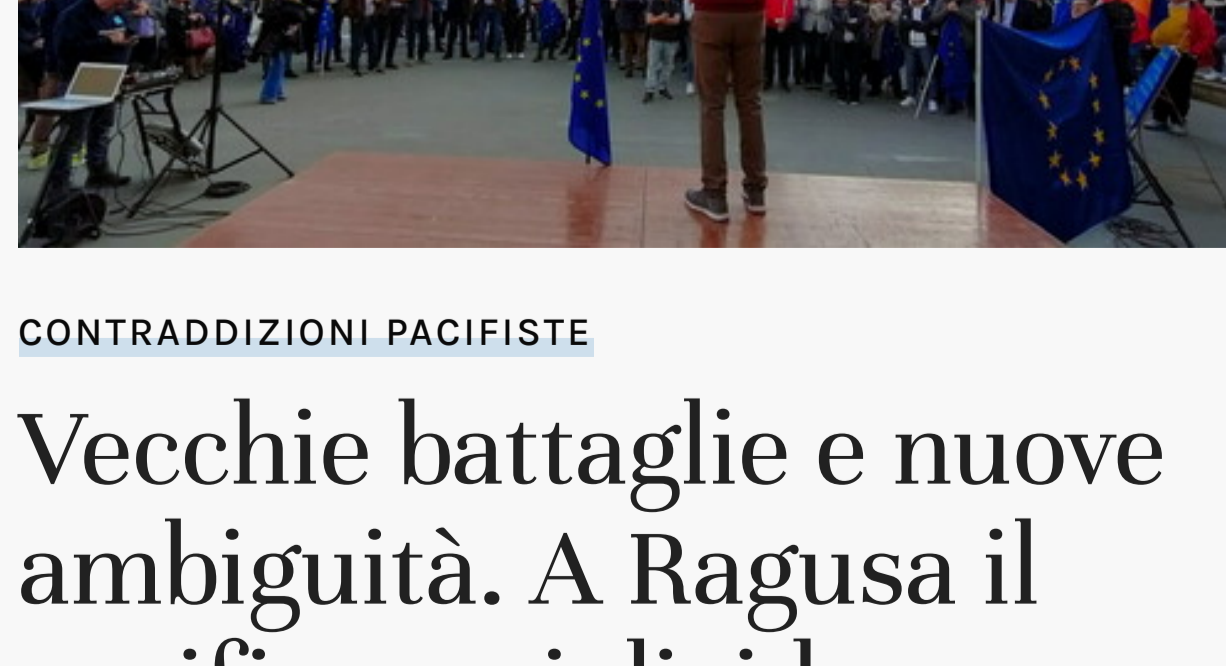 CONTRADDIZIONI PACIFISTE
Vecchie battaglie e nuove
ambiguità. A Ragusa il